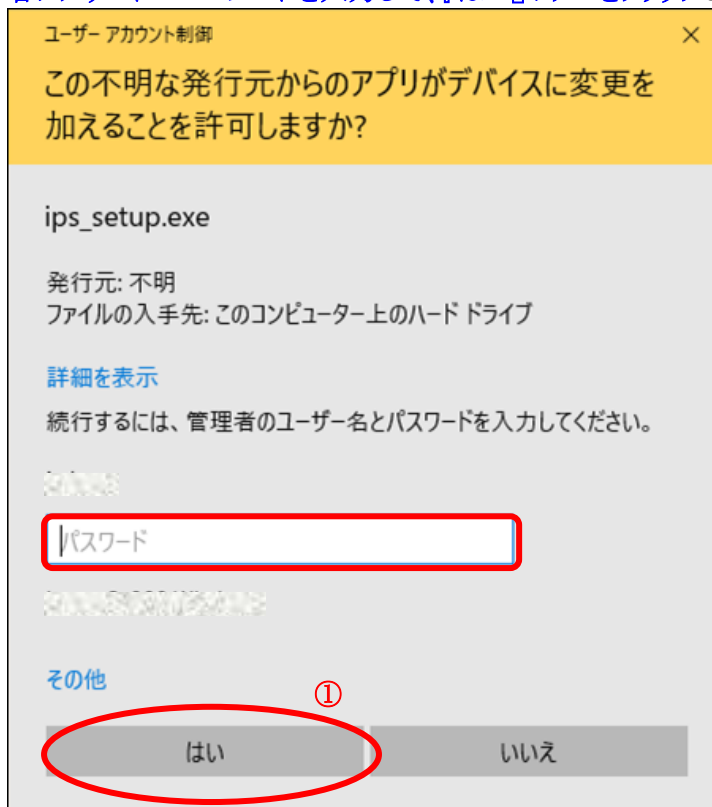 ユーザー アカウント制御
×
この不明な発行元からのアプリがデバイスに変更を
加えることを許可しますか?
ips_setup.exe
発行元: 不明
ファイルの入手先: このコンピューター上のハード ドライブ
詳細を表示
続行するには、管理者のユーザー名とパスワードを入力してください。
パスワード
その他
①
はい
いいえ